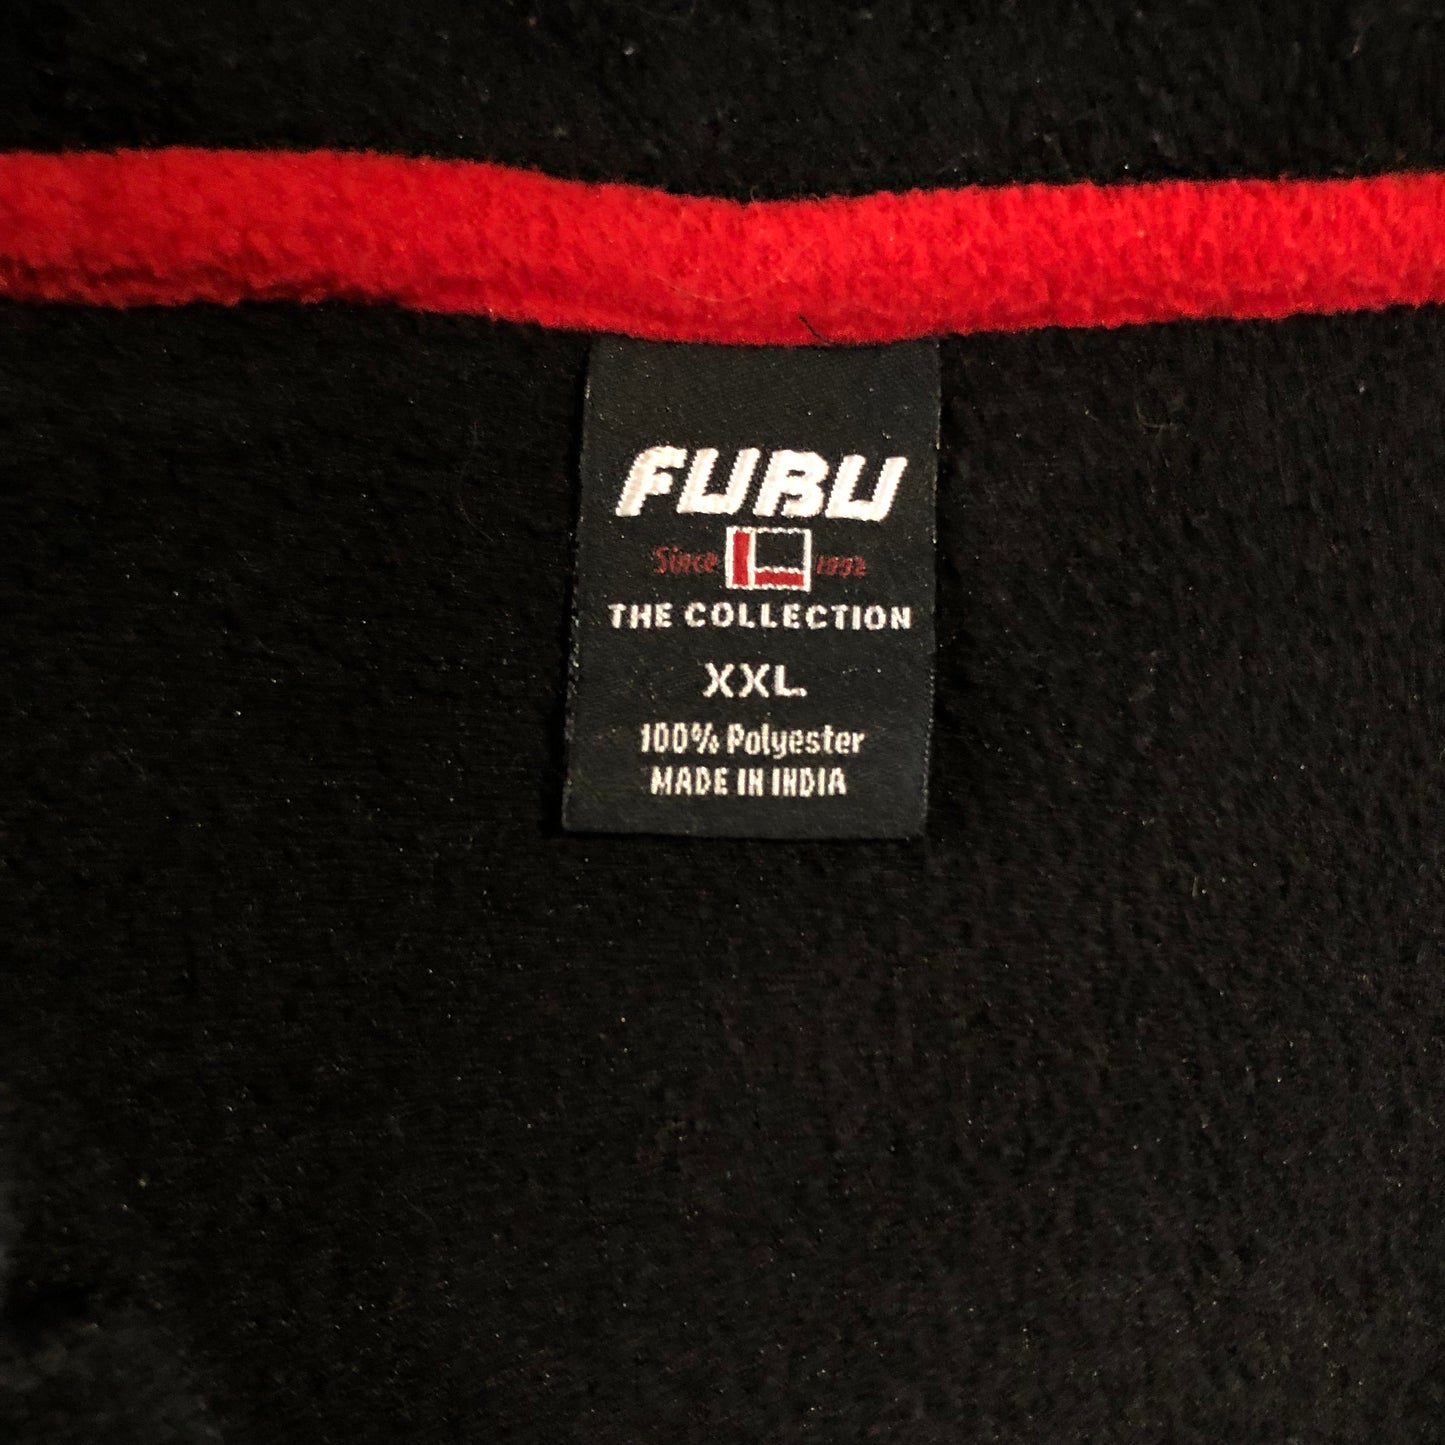 FUBU
Since 1992
THE COLLECTION
XXL
100% Polyester
MADE IN INDIA